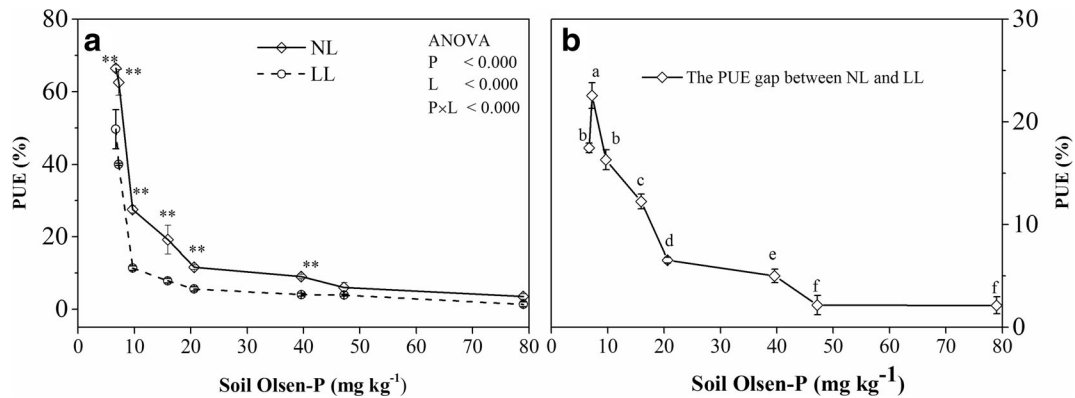 a
80
60
40
20
0
PUE (%)
NL
LL
ANOVA
P < 0.000
L < 0.000
P×L < 0.000
**
**
**
**
**
**
0 10 20 30 40 50 60 70 80
Soil Olsen-P (mg kg-1)
b
The PUE gap between NL and LL
a
b
b
c
d
e
f
f
30
20
10
0
PUE (%)
0 10 20 30 40 50 60 70 80
Soil Olsen-P (mg kg-1)